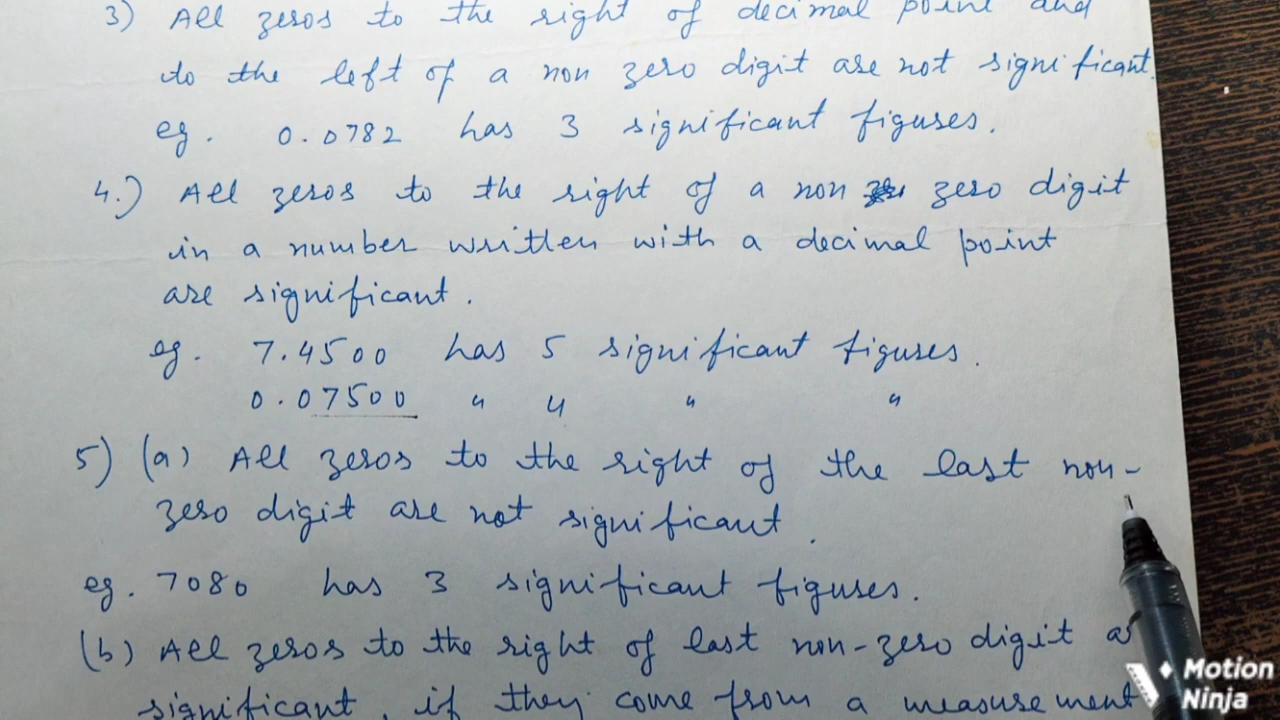 3) All zeros to the right of decimal point and
to the left of a non zero digit are not significant.
eg. 0.0782 has 3 significant figures.
4.) All zeros to the right of a non zero digit
in a number written with a decimal point
are significant.
eg. 7.4500 has 5 significant figures.
0.07500 " 4 " "
5) (a) All zeros to the right of the last non-
zero digit are not significant.
eg. 7080 has 3 significant figures.
(b) All zeros to the right of last non-zero digit
significant, if they come from a measurement
Motion
Ninja